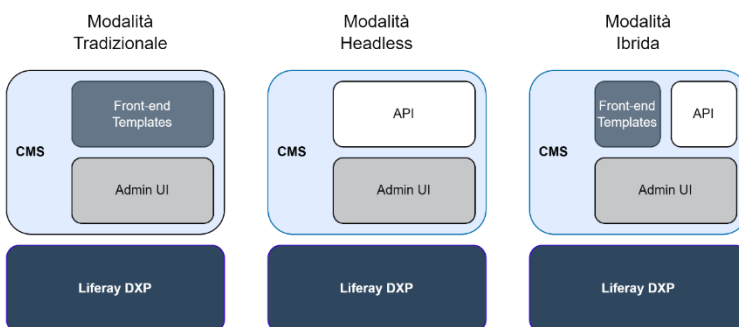 Modalità
Tradizionale
Modalità
Headless
Modalità
Ibrida
Front-end
Templates
CMS
Admin UI
Liferay DXP
API
CMS
Admin UI
Liferay DXP
Front-end
Templates
API
CMS
Admin UI
Liferay DXP